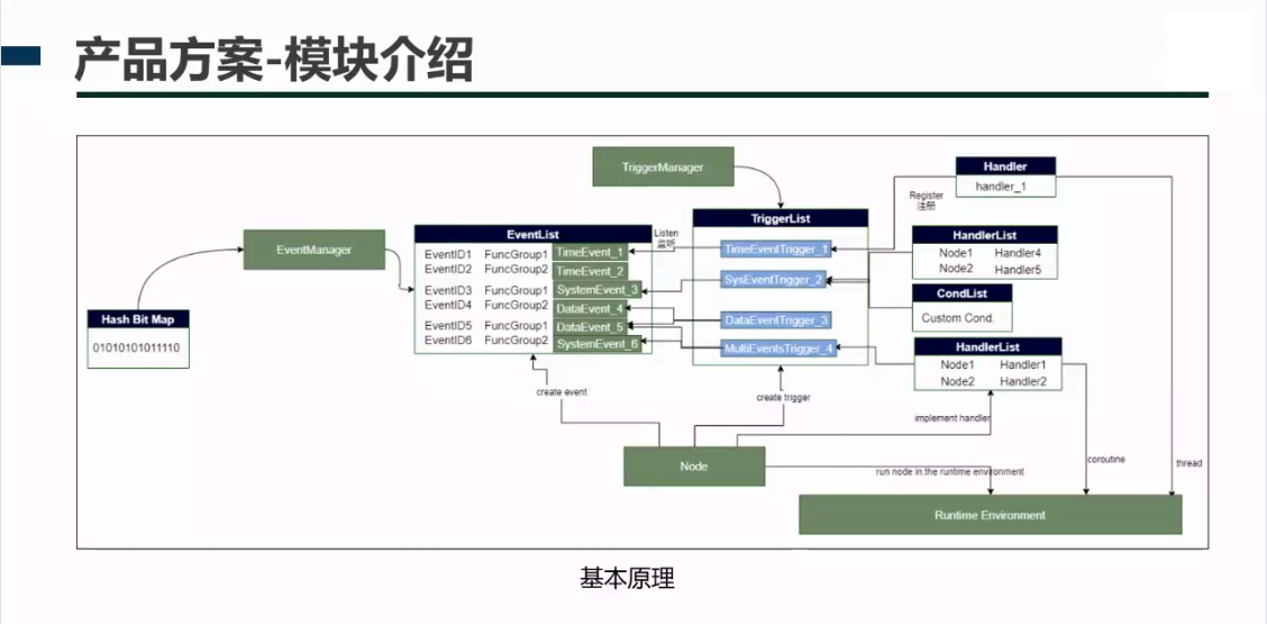 产品方案-模块介绍
TriggerManager
Handler
handler_1
Register
注册
TriggerList
EventManager
EventList
Listen
监听
EventID1 FuncGroup1 TimeEvent_1
EventID2 FuncGroup2 TimeEvent_2
EventID3 FuncGroup1 SystemEvent_3
EventID4 FuncGroup2 DataEvent_4
EventID5 FuncGroup1 DataEvent_5
EventID6 FuncGroup2 SystemEvent_6
TimeEventTrigger_1
SysEventTrigger_2
DataEventTrigger_3
MultiEventsTrigger_4
HandlerList
Node1 Handler4
Node2 Handler5
CondList
Custom Cond.
Hash Bit Map
01010101011110
HandlerList
Node1 Handler1
Node2 Handler2
create event
create trigger
implement handler
Node
run node in the runtime environment
coroutine
thread
Runtime Environment
基本原理